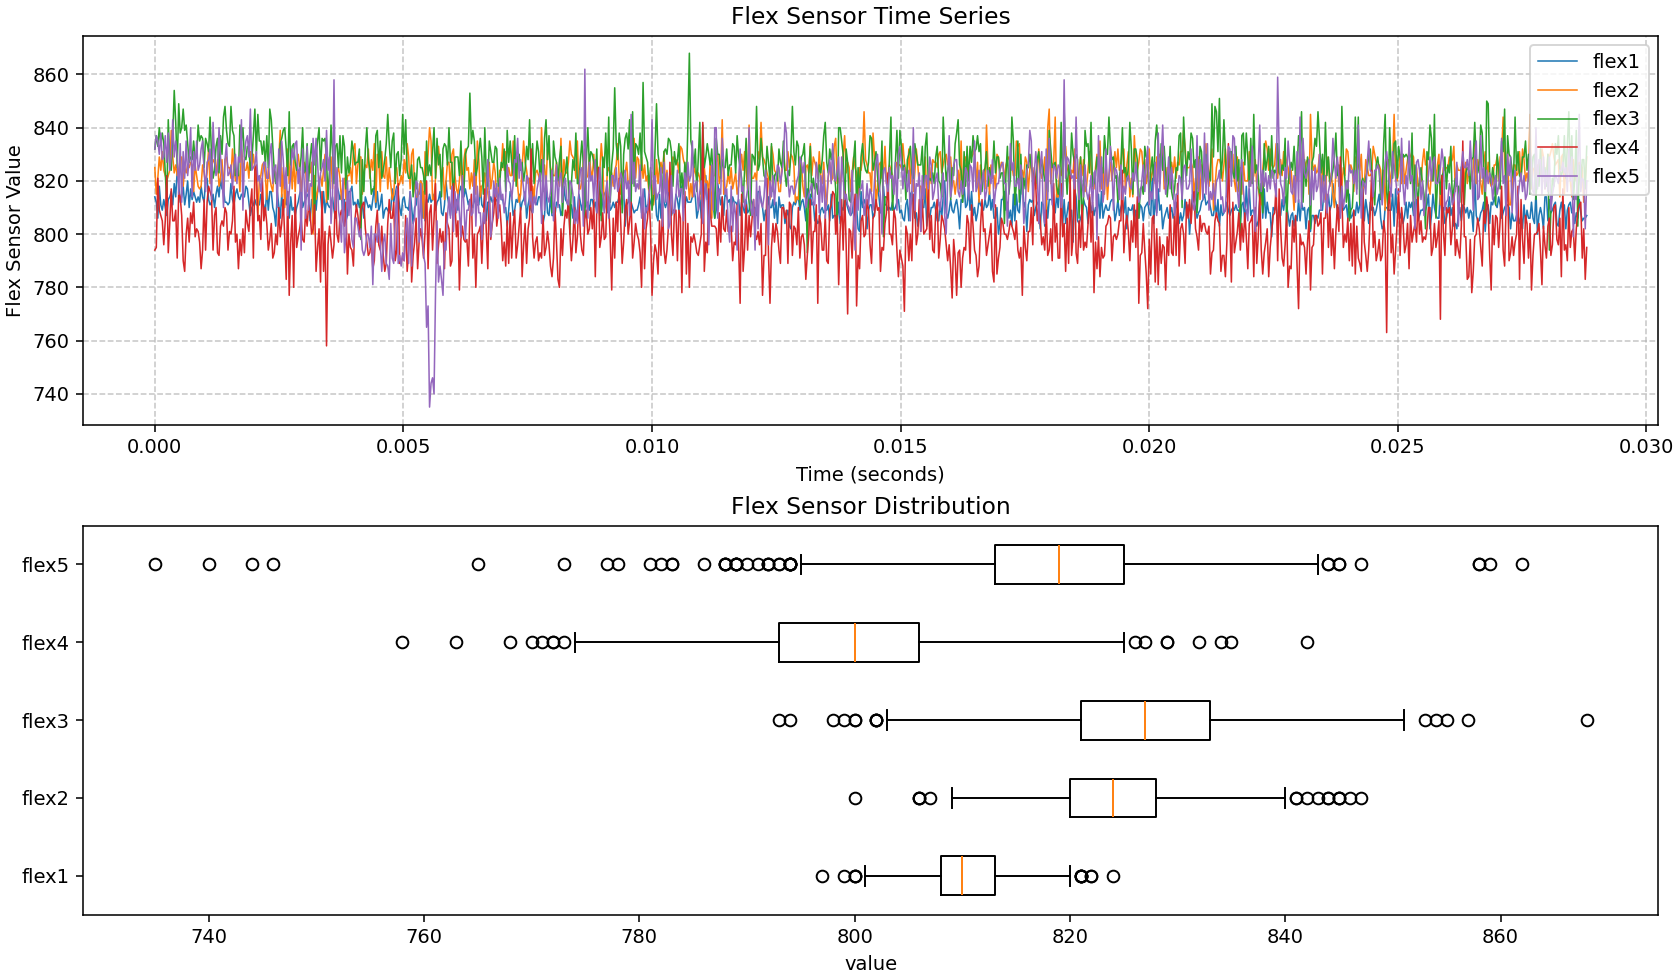 Flex Sensor Time Series
Flex Sensor Value
860
840
820
800
780
760
740
flex1
flex2
flex3
flex4
flex5
0.000 0.005 0.010 0.015 0.020 0.025 0.030
Time (seconds)
Flex Sensor Distribution
flex5
flex4
flex3
flex2
flex1
740 760 780 800 820 840 860
value